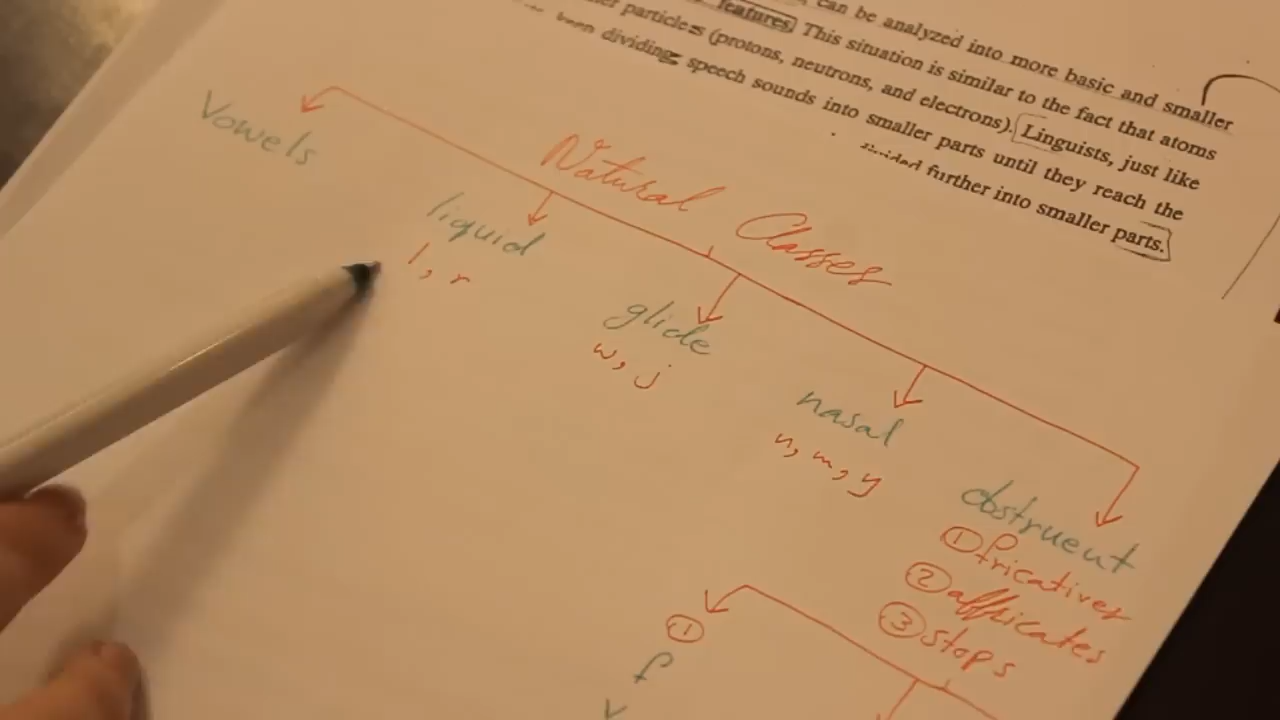 can be analyzed into more basic and smaller
features. This situation is similar to the fact that atoms
particles (protons, neutrons, and electrons). Linguists, just like
been dividing speech sounds into smaller parts until they reach the
divided further into smaller parts.
Natural Classes
Vowels
liquid
l, r
glide
w, j
nasal
n, m, y
obstruent
① fricatives
② affricates
③ stops
①
f
v